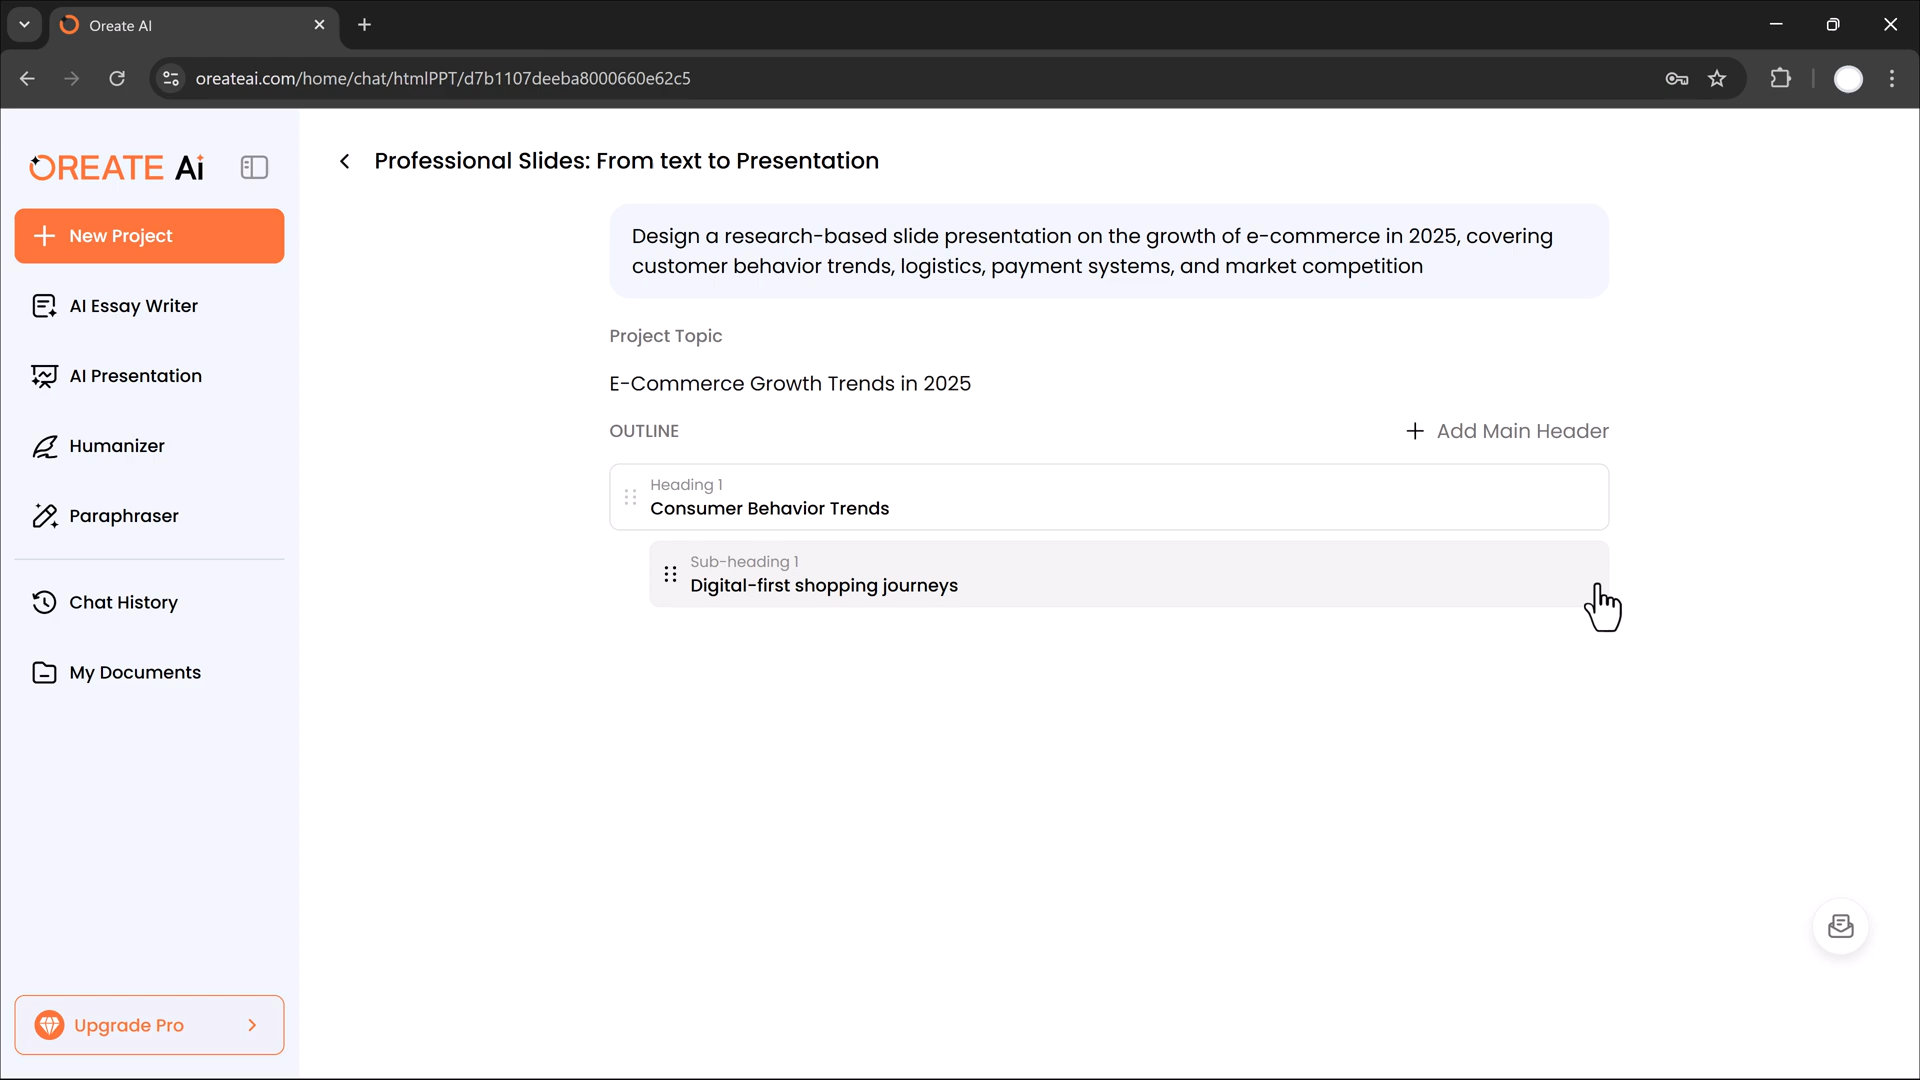 Oreate AI
oreateai.com/home/chat/htmlPPT/d7b1107deeba8000660e62c5
OREATE Ai
New Project
AI Essay Writer
AI Presentation
Humanizer
Paraphraser
Chat History
My Documents
Upgrade Pro
Professional Slides: From text to Presentation
Design a research-based slide presentation on the growth of e-commerce in 2025, covering
customer behavior trends, logistics, payment systems, and market competition
Project Topic
E-Commerce Growth Trends in 2025
OUTLINE
Add Main Header
Heading 1
Consumer Behavior Trends
Sub-heading 1
Digital-first shopping journeys